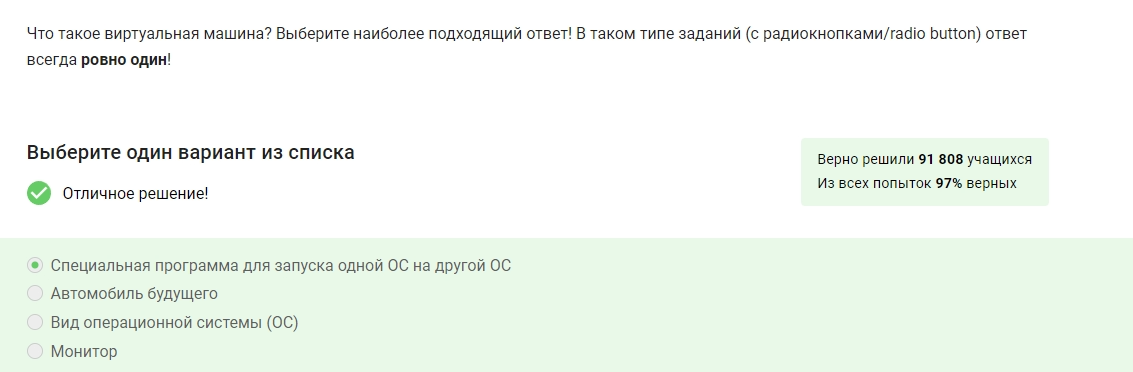 Что такое виртуальная машина? Выберите наиболее подходящий ответ! В таком типе заданий (с радиокнопками/radio button) ответ
всегда ровно один!
Выберите один вариант из списка
Отличное решение!
Верно решили 91 808 учащихся
Из всех попыток 97% верных
Специальная программа для запуска одной ОС на другой ОС
Автомобиль будущего
Вид операционной системы (ОС)
Монитор